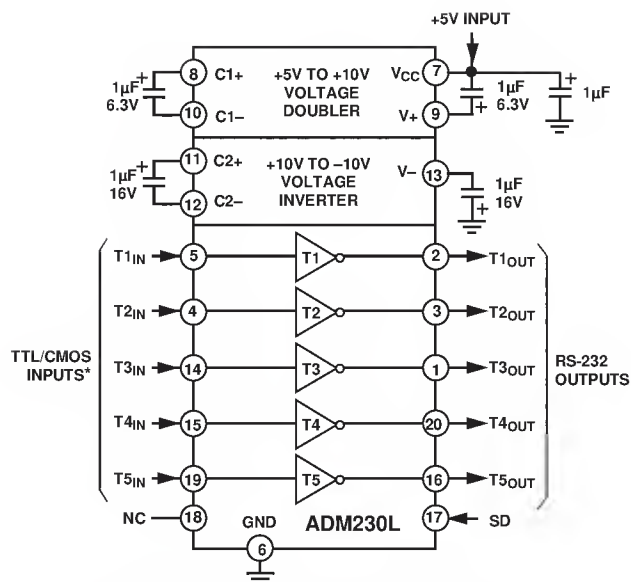 +5V INPUT
1µF
6.3V
+
8
C1+
10
C1–
+5V TO +10V
VOLTAGE
DOUBLER
VCC
7
V+
9
+
1µF
6.3V
+
1µF
1µF
16V
+
11
C2+
12
C2–
+10V TO –10V
VOLTAGE
INVERTER
V–
13
+
1µF
16V
T1IN
5
T1
2
T1OUT
T2IN
4
T2
3
T2OUT
TTL/CMOS
INPUTS*
T3IN
14
T3
1
T3OUT
RS-232
OUTPUTS
T4IN
15
T4
20
T4OUT
T5IN
19
T5
16
T5OUT
NC
18
GND
6
ADM230L
17
SD